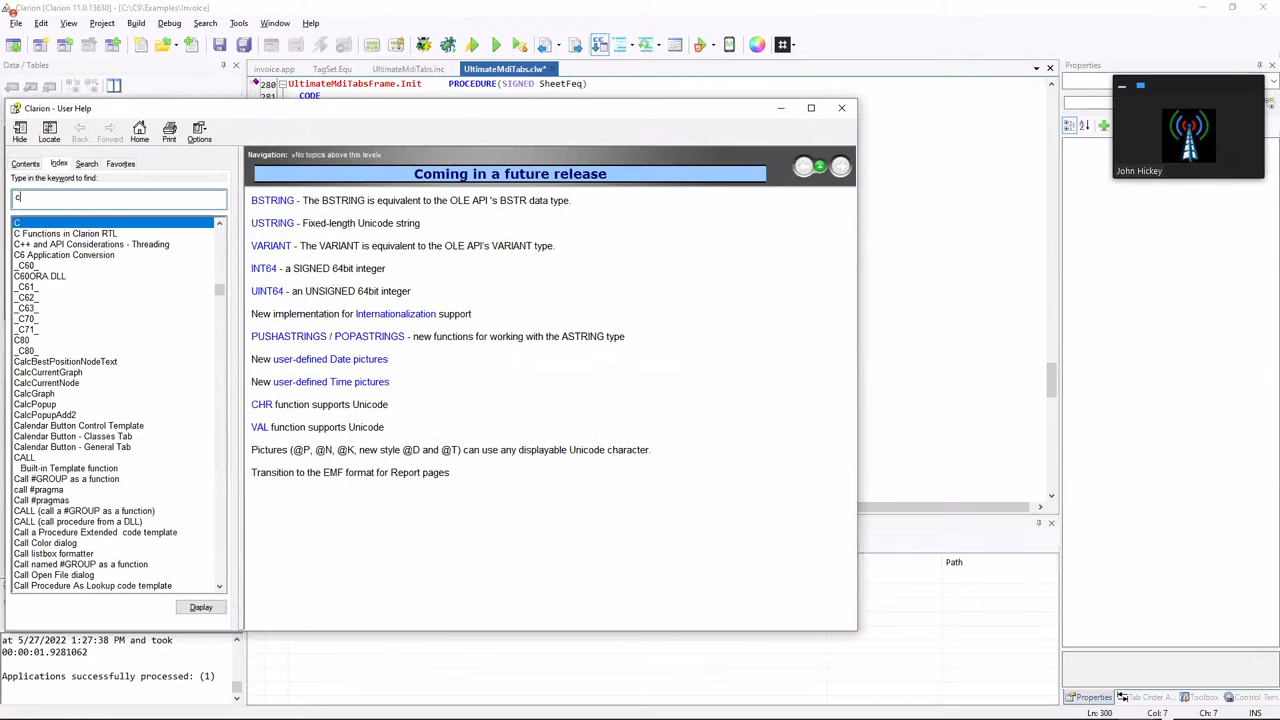 Clarion (Clarion 11.0.13630) - [C:\C9\Examples\Invoice]
File Edit View Project Build Debug Search Tools Window Help
Data / Tables
invoice.app TagSet.Equ UltimateMdiTabs.inc UltimateMdiTabs.clw*
Properties
280 UltimateMdiTabsFrame.Init PROCEDURE(SIGNED SheetFeq)
281 CODE
Clarion - User Help
Hide Locate Back Forward Home Print Options
Contents Index Search Favorites
Type in the keyword to find:
c
C
C Functions in Clarion RTL
C++ and API Considerations - Threading
C6 Application Conversion
_C60_
C60ORA.DLL
_C61_
_C62_
_C63_
_C70_
_C71_
C80
_C80_
CalcBestPositionNodeText
CalcCurrentGraph
CalcCurrentNode
CalcGraph
CalcPopup
CalcPopupAdd2
Calendar Button Control Template
Calendar Button - Classes Tab
Calendar Button - General Tab
CALL
Built-in Template function
Call #GROUP as a function
call #pragma
Call #pragmas
CALL (call a #GROUP as a function)
CALL (call procedure from a DLL)
Call a Procedure Extended code template
Call Color dialog
Call listbox formatter
Call named #GROUP as a function
Call Open File dialog
Call Procedure As Lookup code template
Display
Navigation: »No topics above this level«
Coming in a future release
BSTRING - The BSTRING is equivalent to the OLE API 's BSTR data type.
USTRING - Fixed-length Unicode string
VARIANT - The VARIANT is equivalent to the OLE API's VARIANT type.
INT64 - a SIGNED 64bit integer
UINT64 - an UNSIGNED 64bit integer
New implementation for Internationalization support
PUSHASTRINGS / POPASTRINGS - new functions for working with the ASTRING type
New user-defined Date pictures
New user-defined Time pictures
CHR function supports Unicode
VAL function supports Unicode
Pictures (@P, @N, @K, new style @D and @T) can use any displayable Unicode character.
Transition to the EMF format for Report pages
John Hickey
Path
at 5/27/2022 1:27:38 PM and took
00:00:01.9281062
Applications successfully processed: (1)
Properties Tab Order A... Toolbox Control Tem...
Ln: 300 Col: 7 Ch: 7 INS